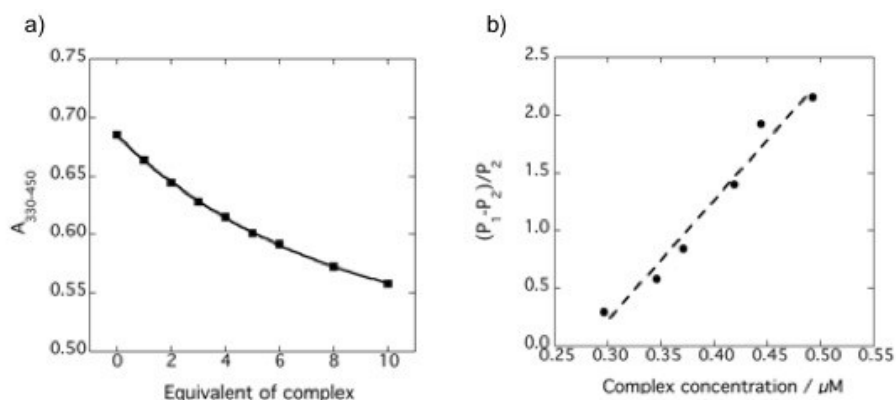 a)
0.75
0.70
0.65
0.60
0.55
0.50
A330-450
0 2 4 6 8 10
Equivalent of complex
b)
2.5
2.0
1.5
1.0
0.5
0.0
(P1-P2)/P2
0.25 0.30 0.35 0.40 0.45 0.50 0.55
Complex concentration / µM